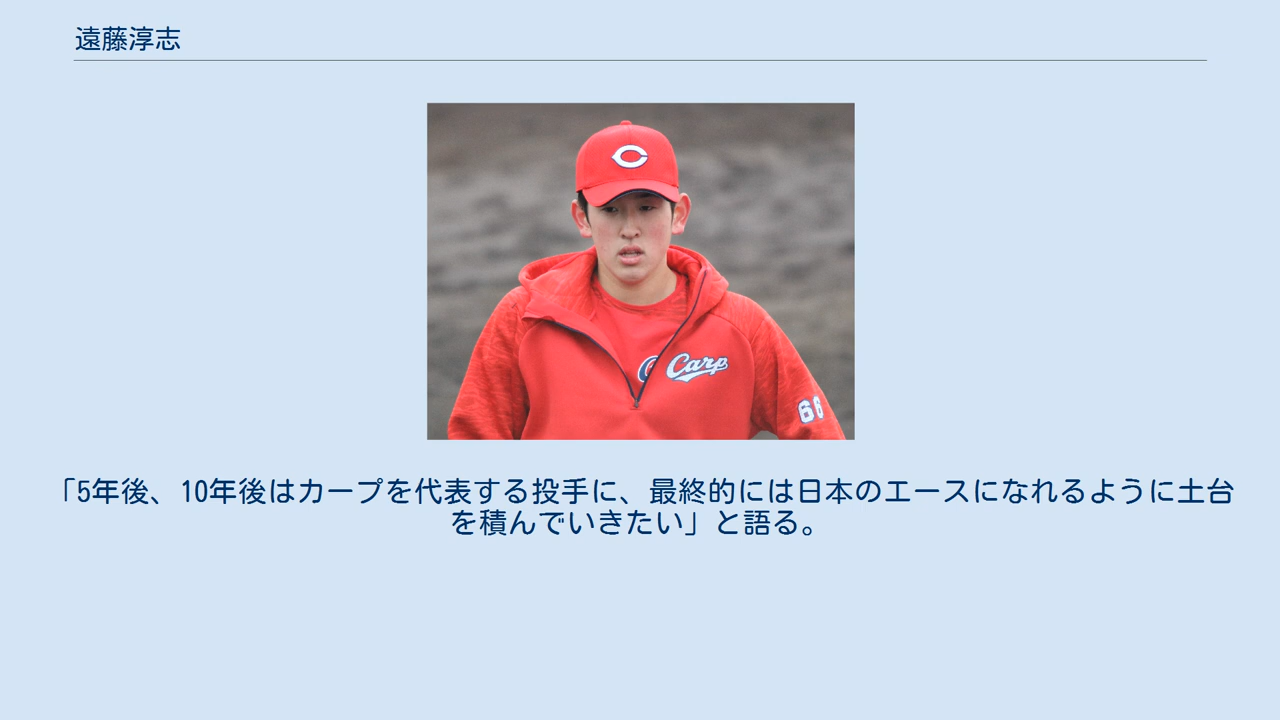 遠藤淳志
C
Carp
66
「5年後、10年後はカープを代表する投手に、最終的には日本のエースになれるように土台
を積んでいきたい」と語る。